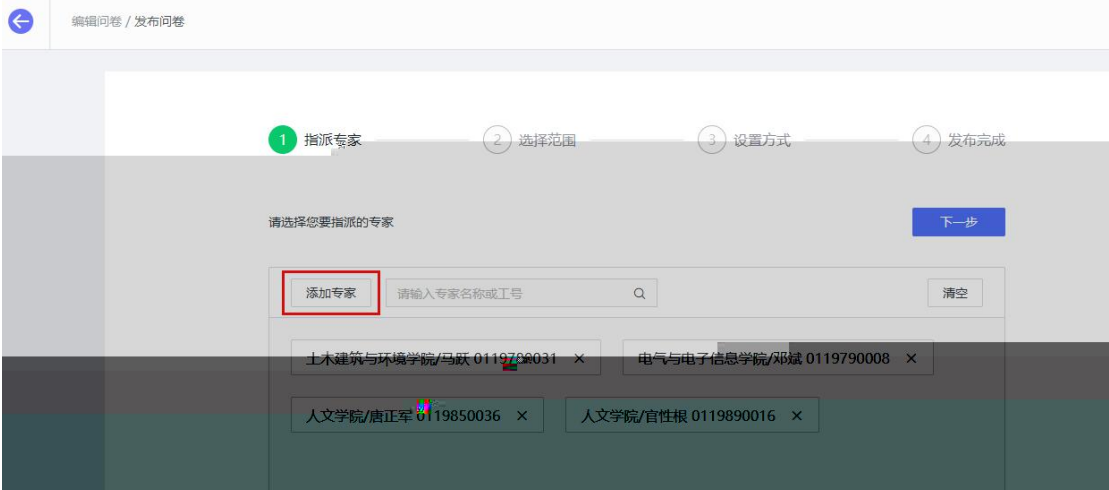 编辑问卷 / 发布问卷
1 指派专家 2 选择范围 3 设置方式 4 发布完成
请选择您要指派的专家 下一步
添加专家 请输入专家名称或工号 清空
土木建筑与环境学院/马跃 × 电气与电子信息学院/邓斌 0119790008 ×
人文学院/唐正军 0119850036 × 人文学院/官性根 0119890016 ×